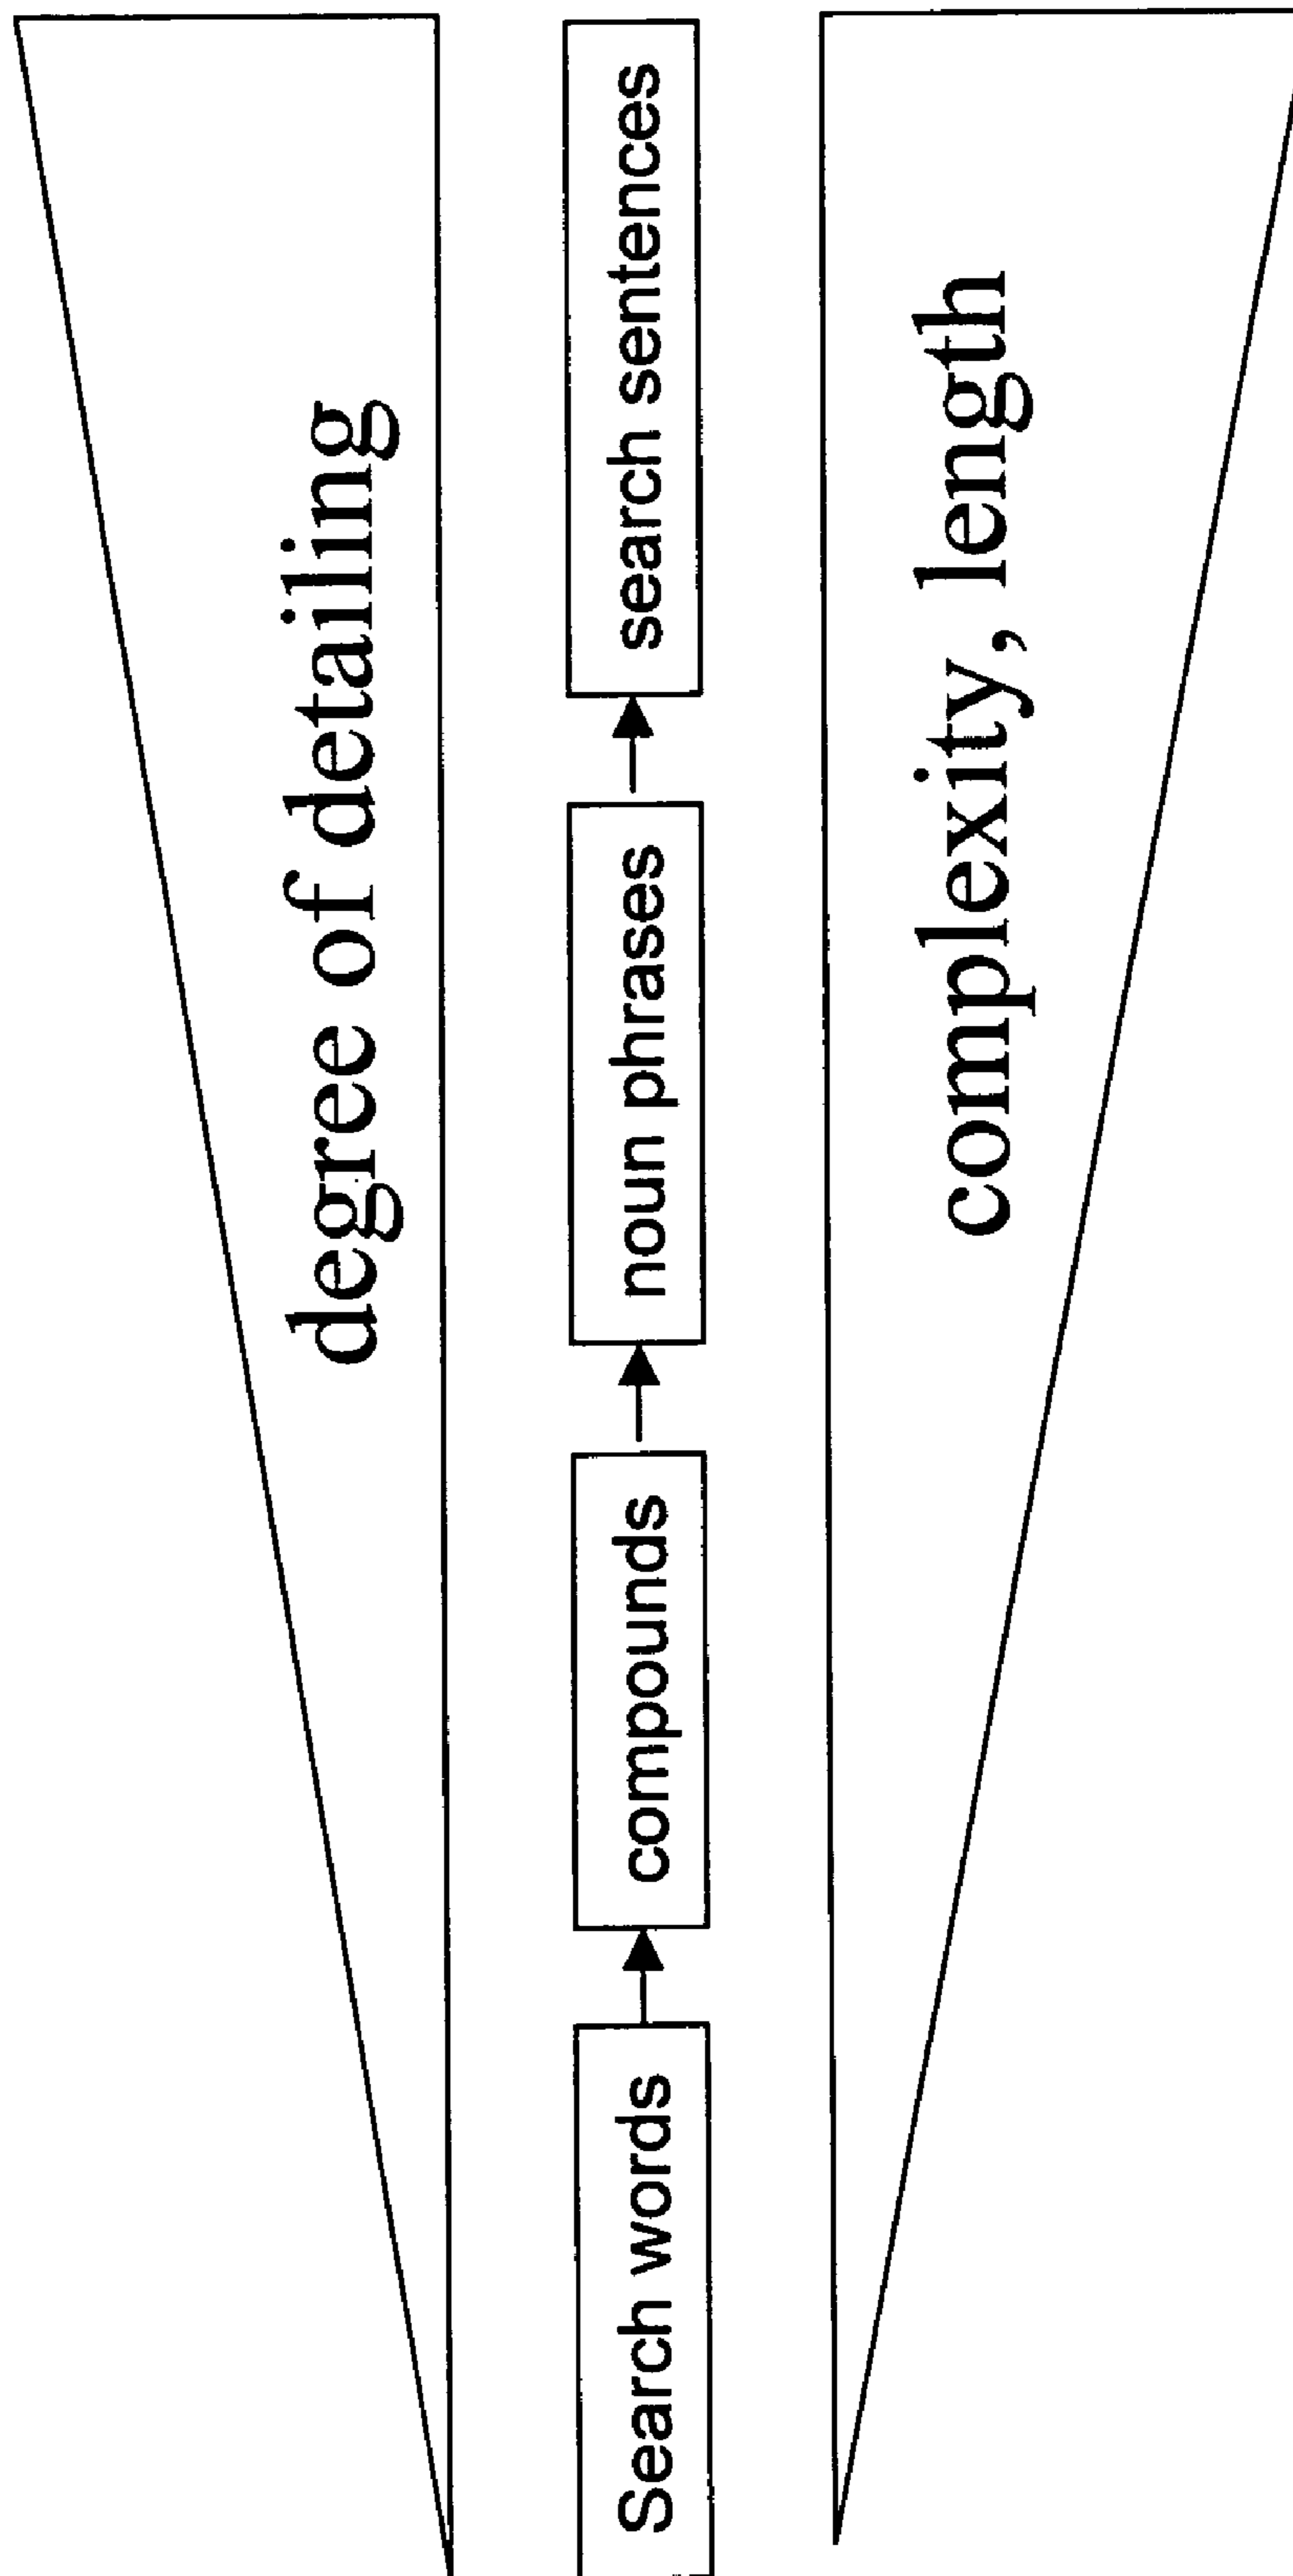 degree of detailing
Search words
compounds
noun phrases
search sentences
complexity, length